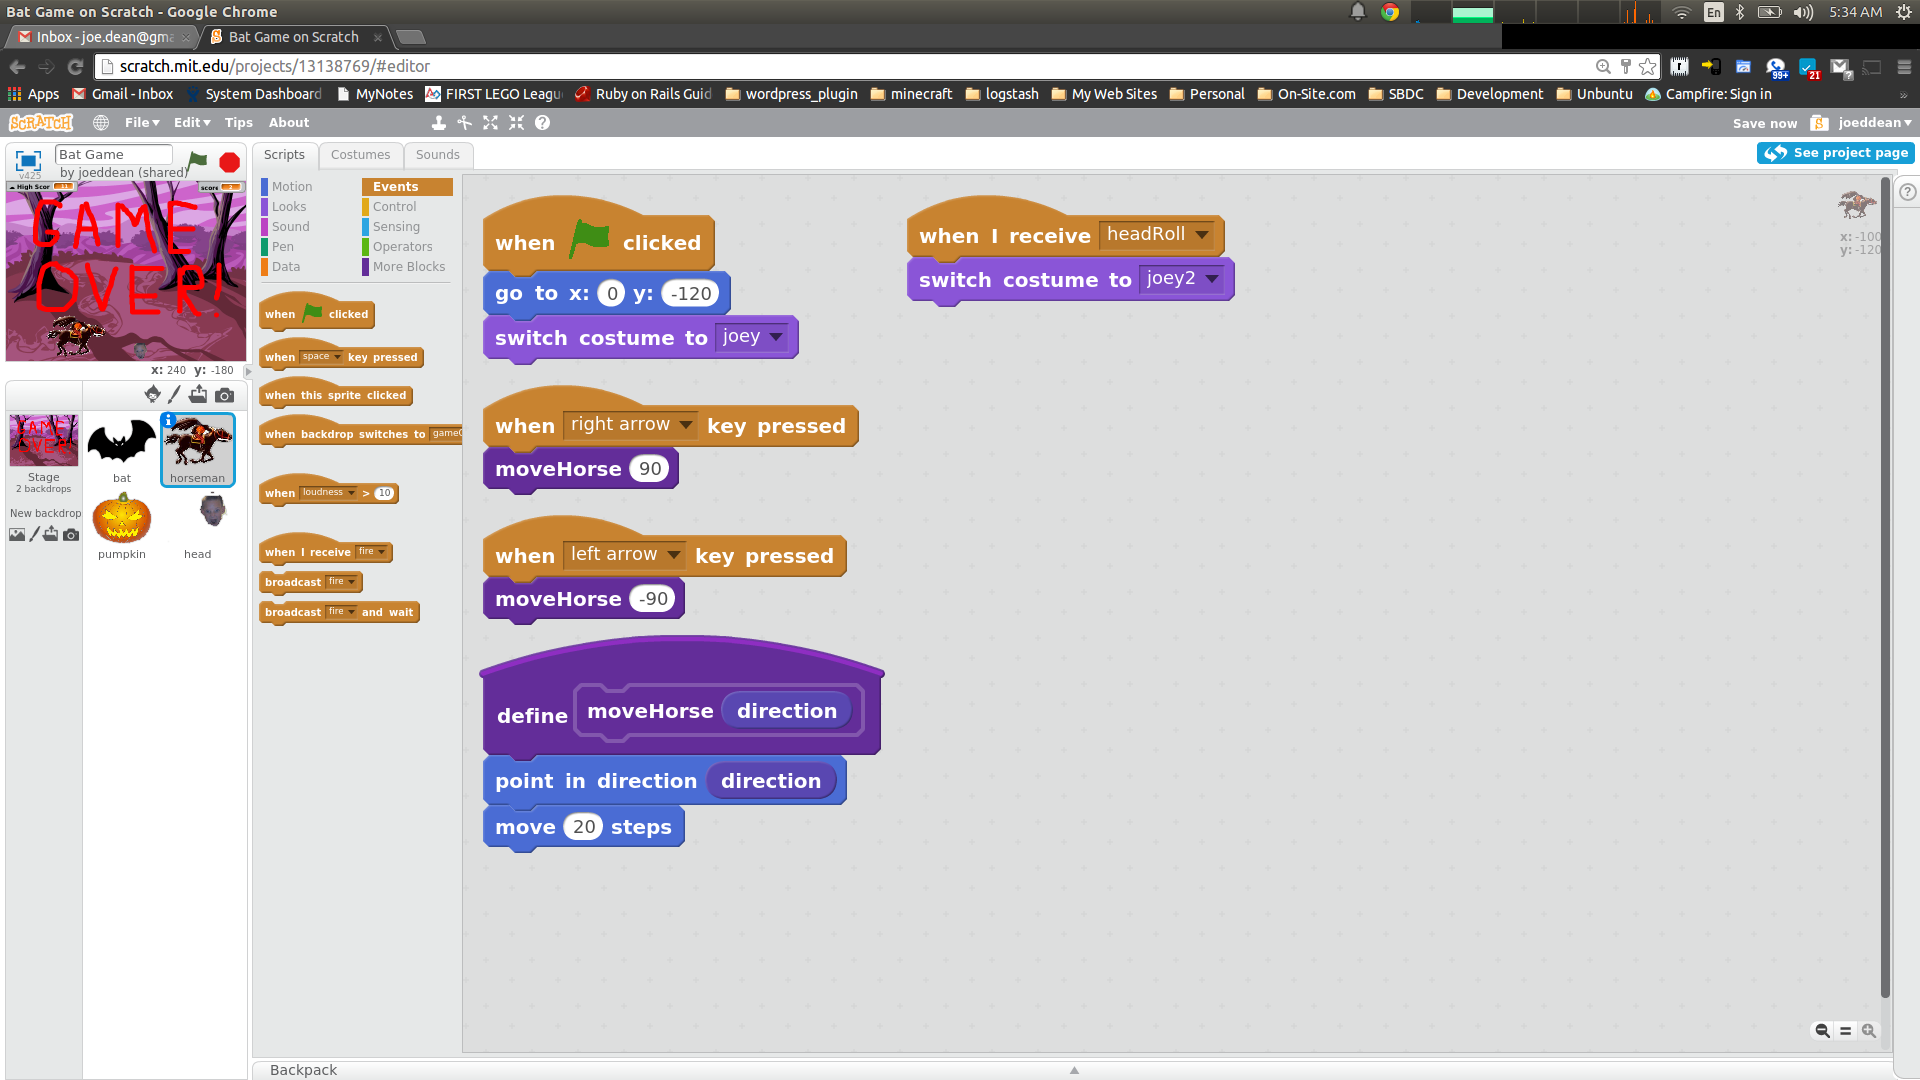 Bat Game on Scratch - Google Chrome
En
5:34 AM
Inbox - joe.dean@gma
Bat Game on Scratch
scratch.mit.edu/projects/13138769/#editor
99+
21
?
Apps
Gmail - Inbox
System Dashboard
MyNotes
FIRST LEGO Leagu
Ruby on Rails Guid
wordpress_plugin
minecraft
logstash
My Web Sites
Personal
On-Site.com
SBDC
Development
Unbuntu
Campfire: Sign in
»
SCRATCH
File
Edit
Tips
About
?
Save now
joeddean
Bat Game
by joeddean (shared)
v425
Scripts
Costumes
Sounds
See project page
High Scor
score
GAME
OVER!
x: 240 y: -180
Motion
Looks
Sound
Pen
Data
Events
Control
Sensing
Operators
More Blocks
when clicked
when space key pressed
when this sprite clicked
when backdrop switches to game
when loudness > 10
when I receive fire
broadcast fire
broadcast fire and wait
Stage
2 backdrops
New backdrop
bat
horseman
pumpkin
head
when clicked
go to x: 0 y: -120
switch costume to joey
when right arrow key pressed
moveHorse 90
when left arrow key pressed
moveHorse -90
define moveHorse direction
point in direction direction
move 20 steps
when I receive headRoll
switch costume to joey2
x: -100
y: -120
?
Backpack